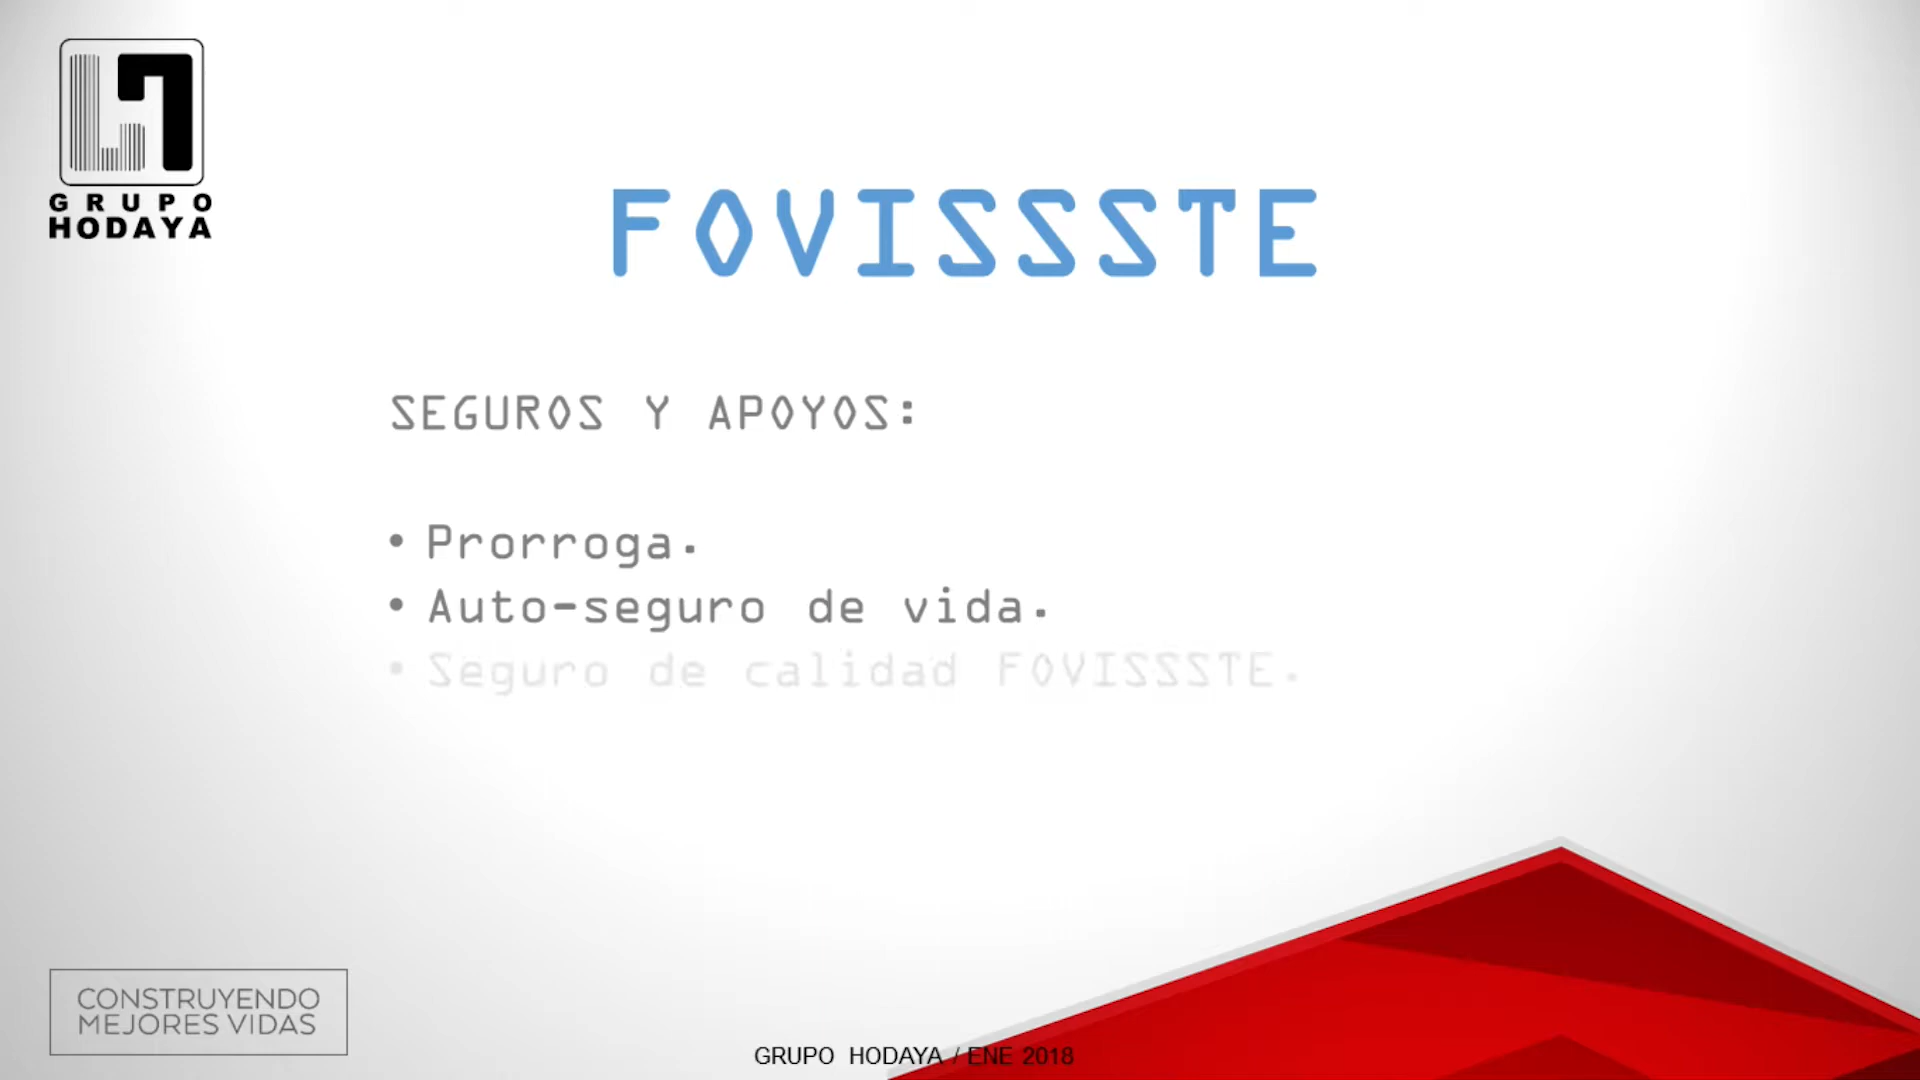 GRUPO
HODAYA
FOVISSSTE
SEGUROS Y APOYOS:
• Prorroga.
• Auto-seguro de vida.
• Seguro de calidad FOVISSSTE.
CONSTRUYENDO
MEJORES VIDAS
GRUPO HODAYA / ENE 2018